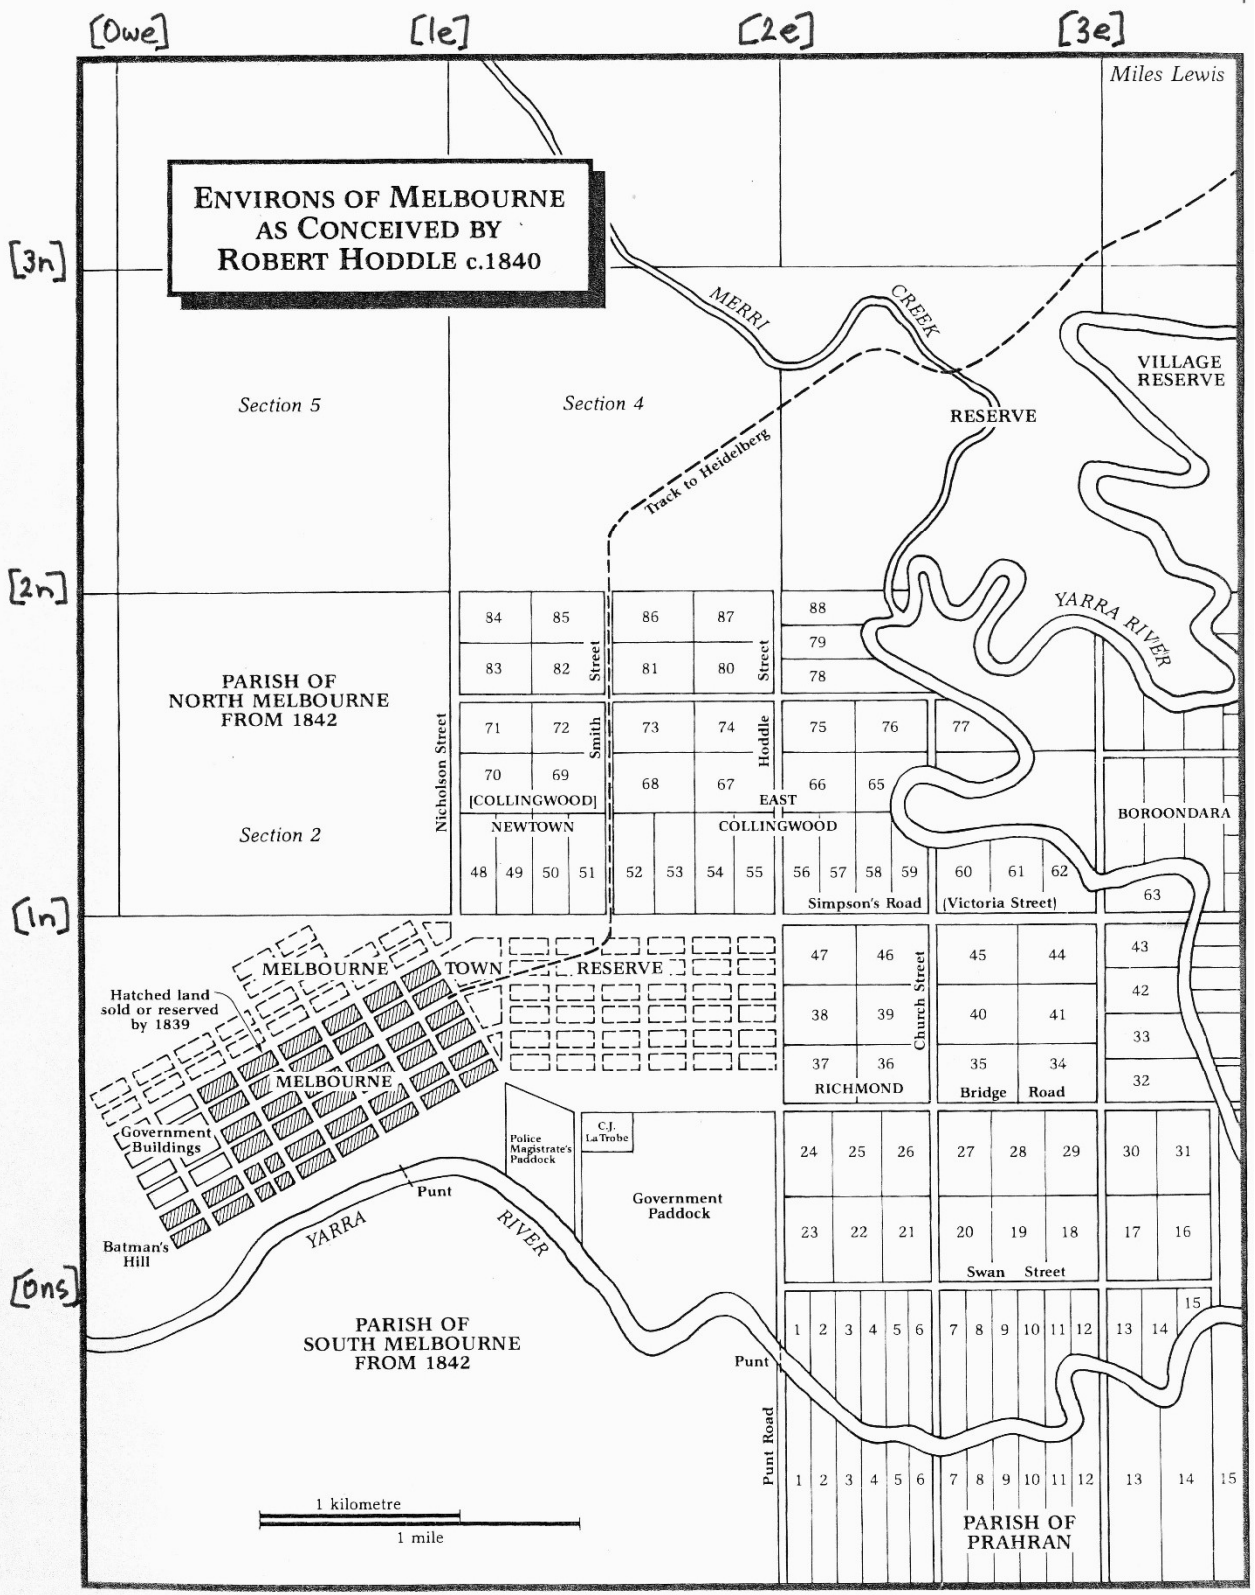 [0we] [1e] [2e] [3e]
Miles Lewis
ENVIRONS OF MELBOURNE
AS CONCEIVED BY
ROBERT HODDLE c.1840
[3n]
MERRI
CREEK
VILLAGE
RESERVE
Section 5
Section 4
RESERVE
Track to Heidelberg
[2n]
84 85 86 87 88
79
83 82 81 80 78
Street
Street
YARRA RIVER
PARISH OF
NORTH MELBOURNE
FROM 1842
71 72 73 74 75 76 77
Smith
Hoddle
Nicholson Street
70 69 68 67 66 65
[COLLINGWOOD]
EAST
NEWTOWN
COLLINGWOOD
BOROONDARA
Section 2
48 49 50 51 52 53 54 55 56 57 58 59 60 61 62
63
Simpson's Road
(Victoria Street)
[1n]
MELBOURNE TOWN RESERVE
47 46 45 44 43
42
Church Street
Hatched land
sold or reserved
by 1839
38 39 40 41
33
37 36 35 34
32
MELBOURNE
RICHMOND
Bridge Road
Government
Buildings
Police
Magistrate's
Paddock
C.J.
LaTrobe
24 25 26 27 28 29 30 31
Punt
Government
Paddock
YARRA
RIVER
23 22 21 20 19 18 17 16
Batman's
Hill
Swan Street
[0ns]
PARISH OF
SOUTH MELBOURNE
FROM 1842
15
1 2 3 4 5 6 7 8 9 10 11 12 13 14
Punt
Punt Road
1 2 3 4 5 6 7 8 9 10 11 12 13 14 15
1 kilometre
1 mile
PARISH OF
PRAHRAN